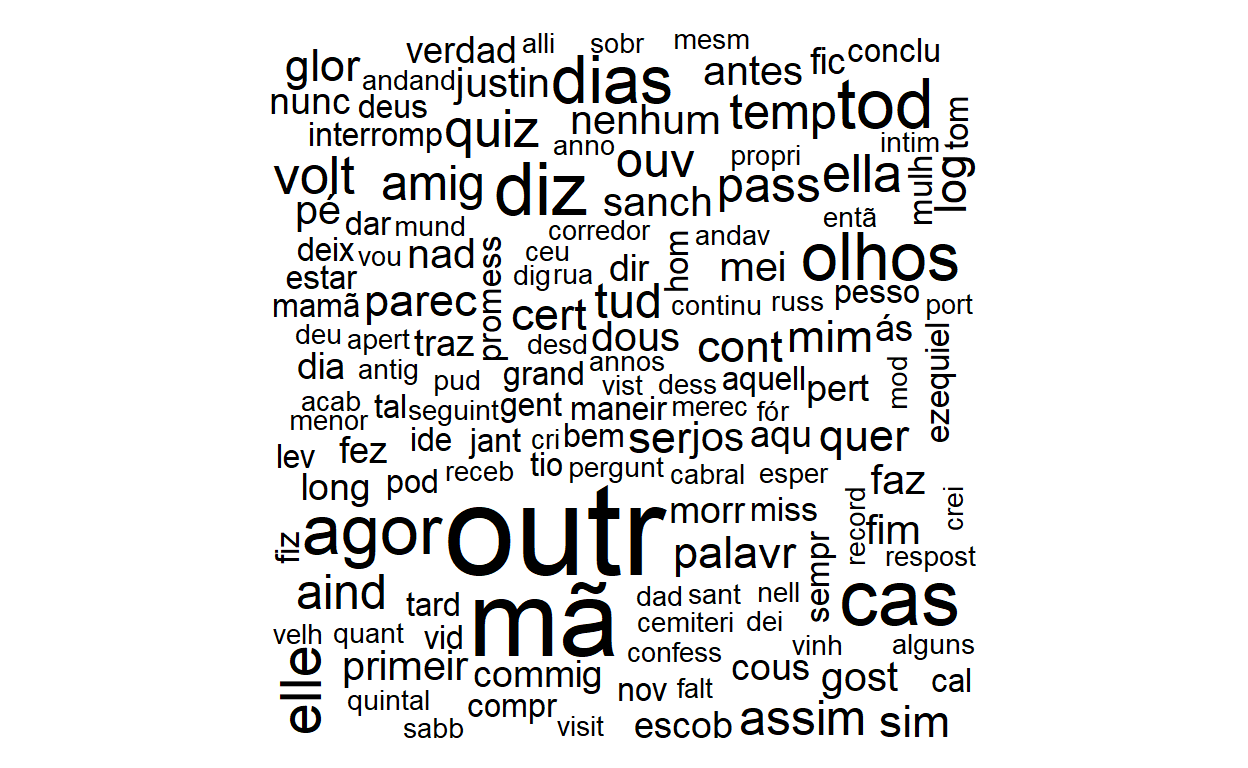 verdad alli sobr mesm
glor andand justin dias antes fic conclu
nunc deus nenhum temp tod tom
interromp quiz anno ouv propri intim
volt amig diz sanch pass ella mulh log
pé dar mund corredor andav entã
deix vou nad promess ceu hom mei olhos
estar dig rua dir
mamã parec cert tud continu russ pesso port
deu apert traz desd dous cont mim ás ezequiel
dia antig pud grand annos vist dess aquell pert mod
acab tal seguint gent maneir merec fór
menor ide jant cri bem ser jos aqu quer
lev fez tio pergunt cabral esper faz
long pod receb record crei
fiz agor outr morr miss fim
palavr sempr respost
aind tard mã dad sant nell cas
velh quant vid cemiteri dei vinh alguns
elle primeir commig confess cous gost cal
quintal compr nov falt
sabb visit escob assim sim